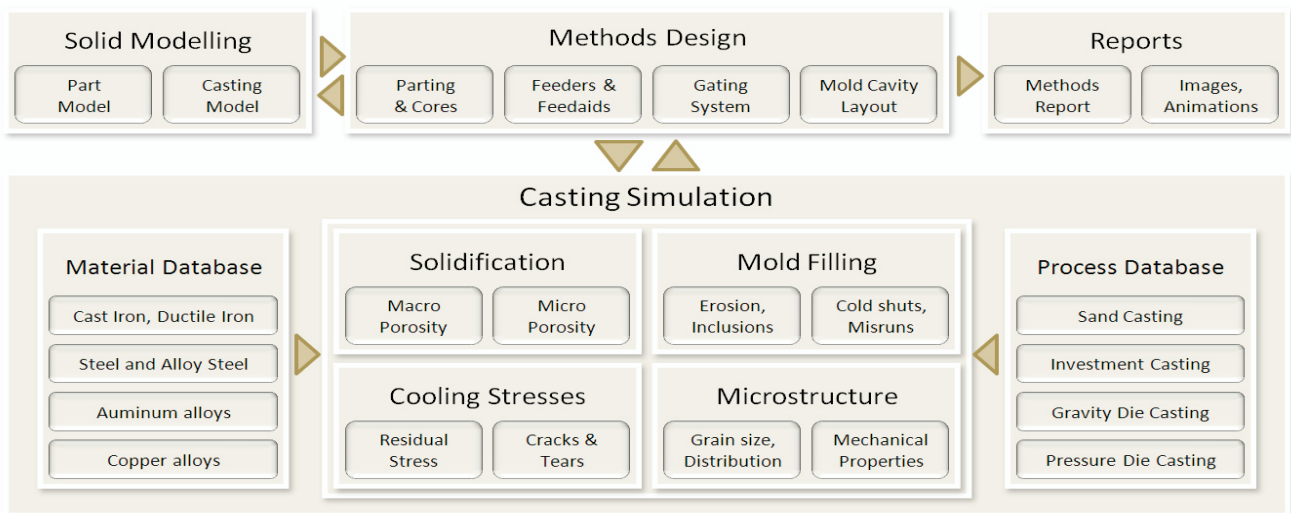 Solid Modelling
Part
Model
Casting
Model
Methods Design
Parting
& Cores
Feeders &
Feedaids
Gating
System
Mold Cavity
Layout
Reports
Methods
Report
Images,
Animations
Casting Simulation
Material Database
Cast Iron, Ductile Iron
Steel and Alloy Steel
Auminum alloys
Copper alloys
Solidification
Macro
Porosity
Micro
Porosity
Mold Filling
Erosion,
Inclusions
Cold shuts,
Misruns
Cooling Stresses
Residual
Stress
Cracks &
Tears
Microstructure
Grain size,
Distribution
Mechanical
Properties
Process Database
Sand Casting
Investment Casting
Gravity Die Casting
Pressure Die Casting